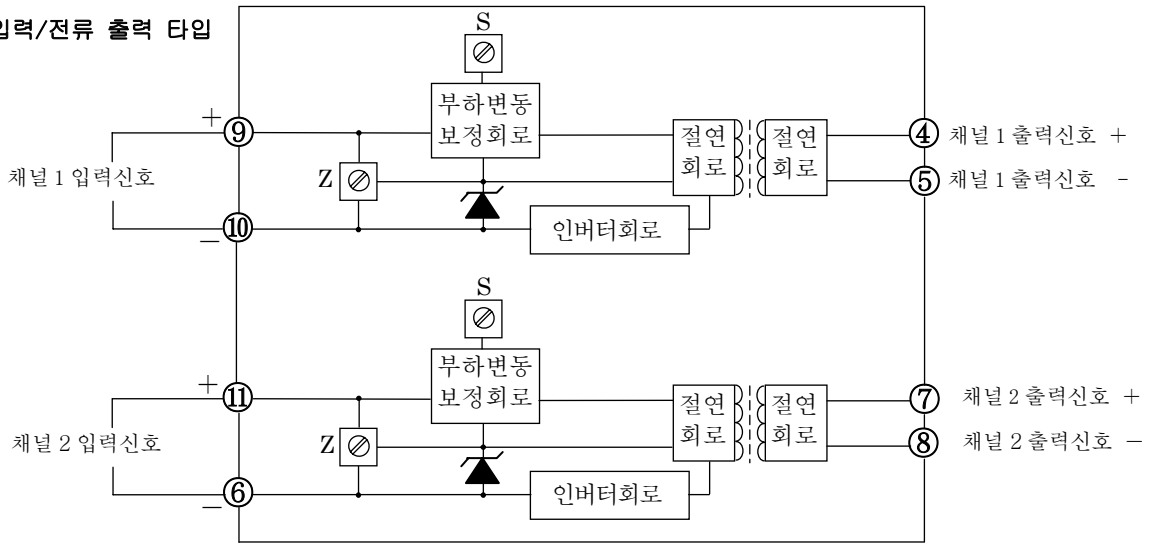 입력/전류 출력 타입
S
부하변동
보정회로
+
⑨
절연
회로
절연
회로
④ 채널 1 출력신호 +
채널 1 입력신호
Z
⑤ 채널 1 출력신호 -
⑩
−
인버터회로
S
부하변동
보정회로
+
⑪
절연
회로
절연
회로
⑦ 채널 2 출력신호 +
채널 2 입력신호
Z
⑧ 채널 2 출력신호 −
⑥
−
인버터회로